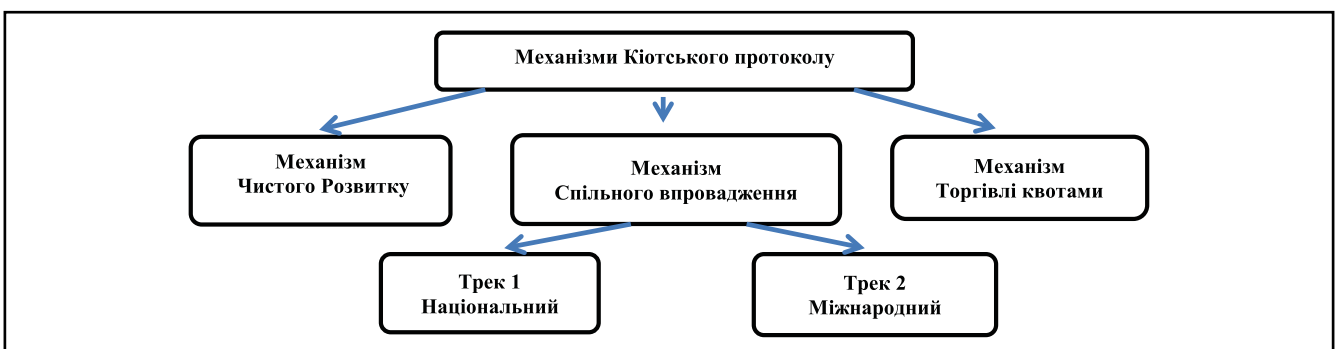 Механізми Кіотського протоколу
Механізм
Чистого Розвитку
Механізм
Спільного впровадження
Механізм
Торгівлі квотами
Трек 1
Національний
Трек 2
Міжнародний